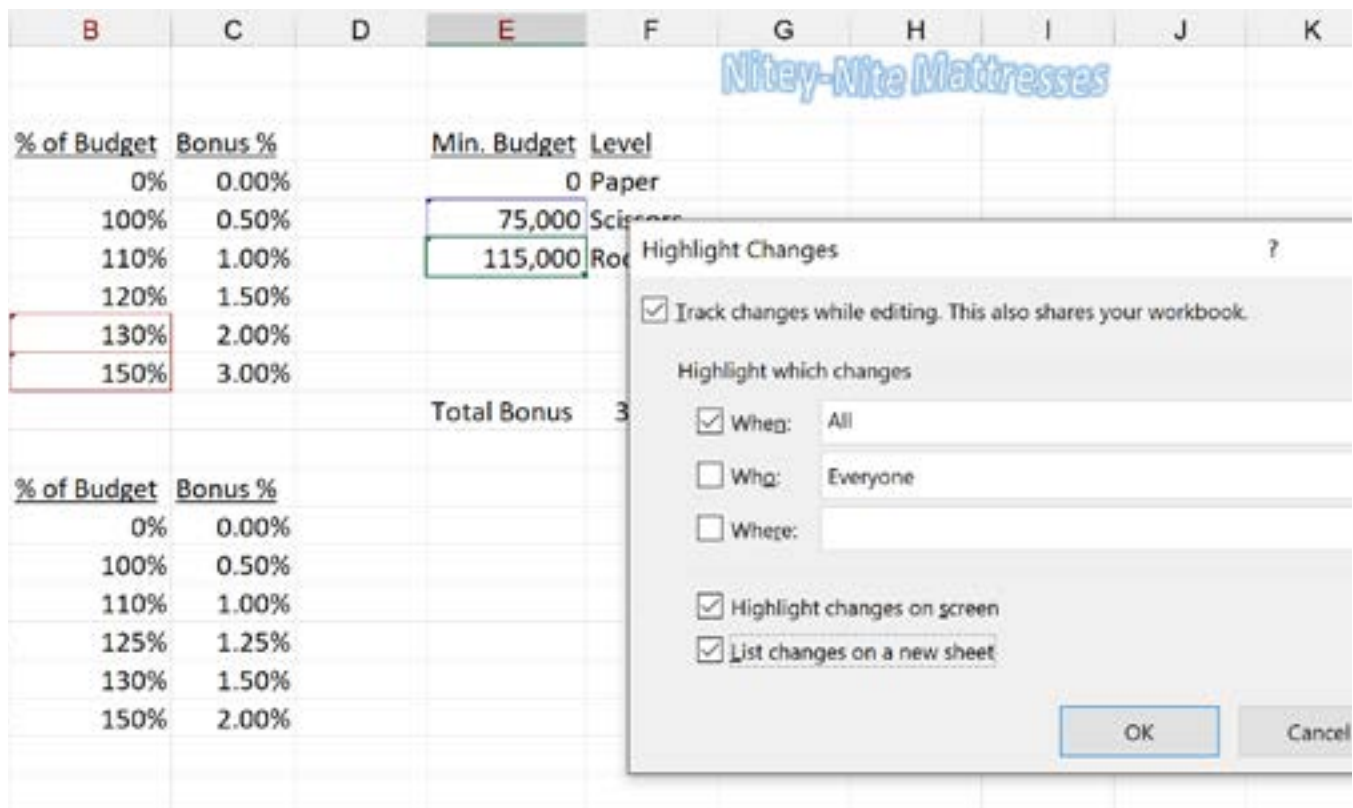 B C D E F G H I J K
Nitey-Nite Mattresses
% of Budget Bonus % Min. Budget Level
0% 0.00% 0 Paper
100% 0.50% 75,000
110% 1.00% 115,000
Highlight Changes ?
120% 1.50%
Track changes while editing. This also shares your workbook.
130% 2.00%
150% 3.00%
Highlight which changes
Total Bonus 3
When: All
% of Budget Bonus %
Who: Everyone
0% 0.00%
Where:
100% 0.50%
110% 1.00%
Highlight changes on screen
125% 1.25%
List changes on a new sheet
130% 1.50%
150% 2.00%
OK Cancel